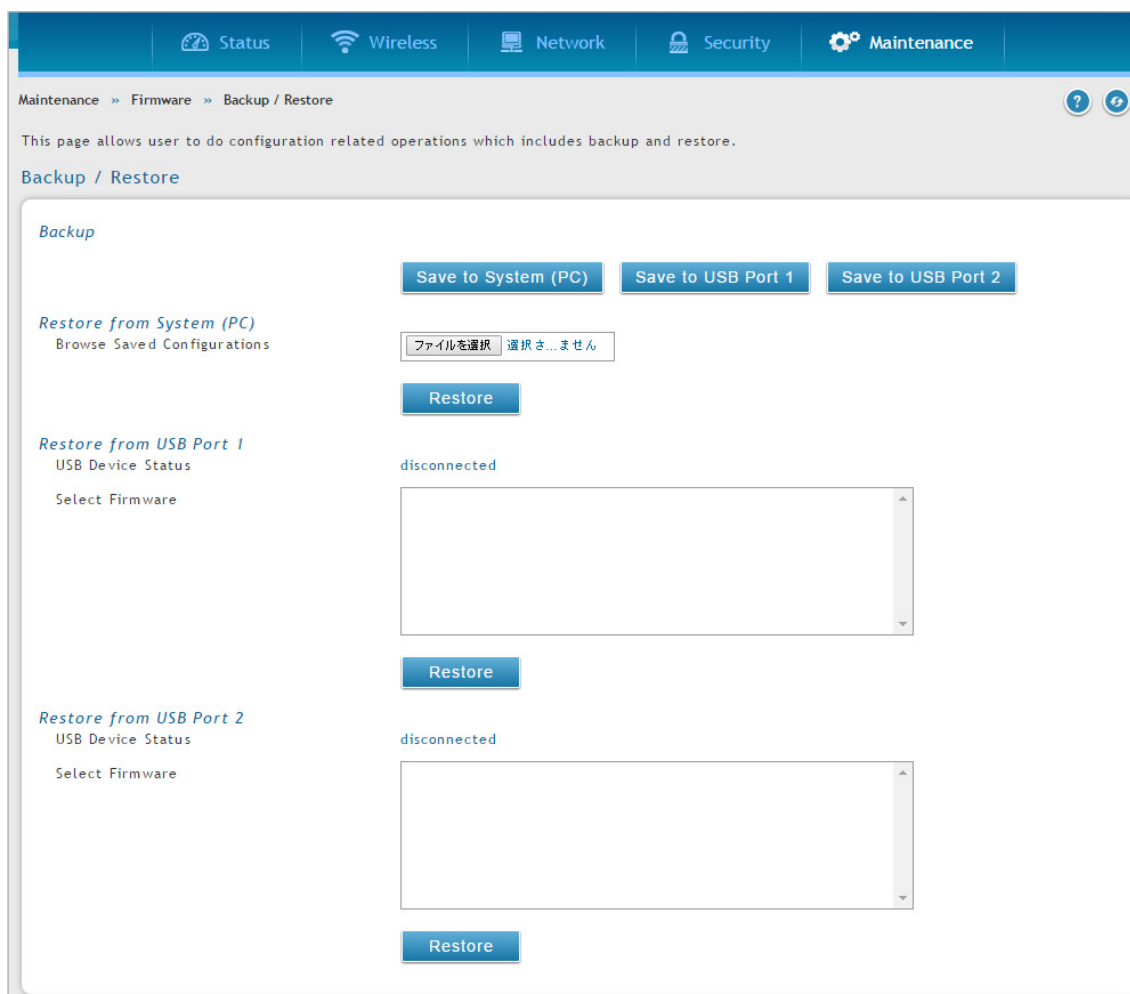 Status Wireless Network Security Maintenance
Maintenance » Firmware » Backup / Restore
?
This page allows user to do configuration related operations which includes backup and restore.
Backup / Restore
Backup
Save to System (PC) Save to USB Port 1 Save to USB Port 2
Restore from System (PC)
Browse Saved Configurations ファイルを選択 選択さ...ません
Restore
Restore from USB Port 1
USB Device Status disconnected
Select Firmware
Restore
Restore from USB Port 2
USB Device Status disconnected
Select Firmware
Restore